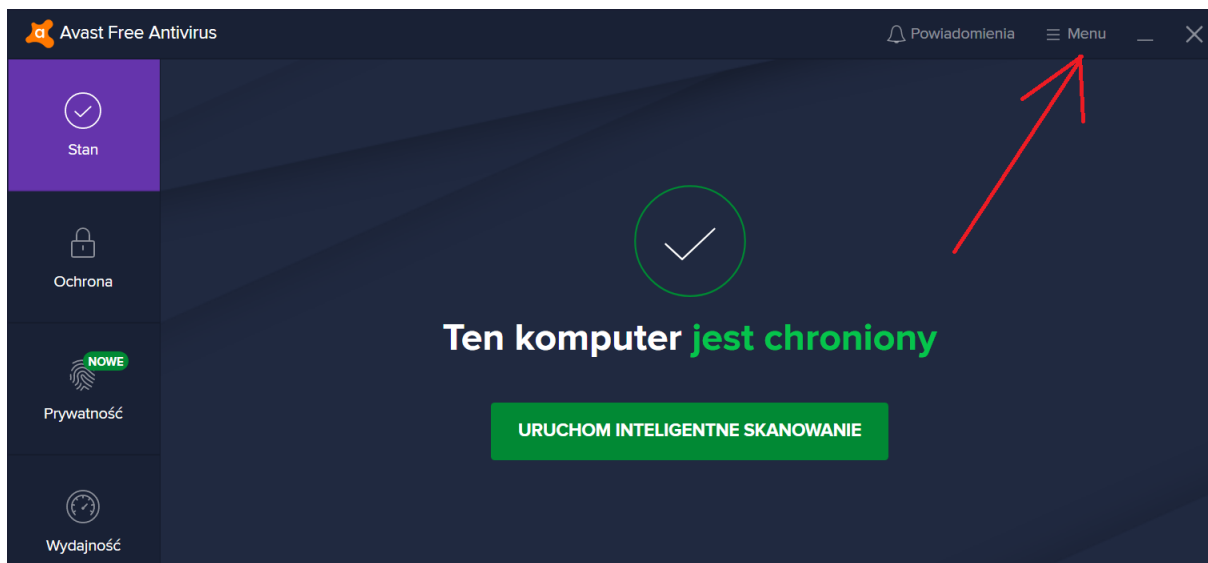 Avast Free Antivirus
Powiadomienia
Menu
Stan
Ochrona
NOWE
Prywatność
Wydajność
Ten komputer jest chroniony
URUCHOM INTELIGENTNE SKANOWANIE